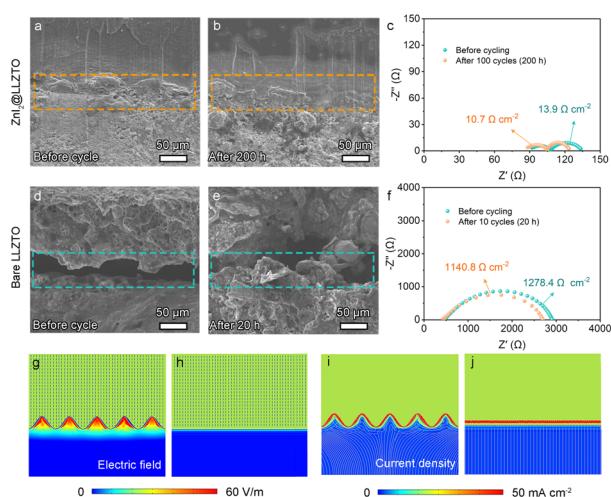 a
b
c
ZnI2@LLZTO
Before cycle
50 μm
After 200 h
50 μm
-Z" (Ω)
150
120
90
60
30
0
Before cycling
After 100 cycles (200 h)
10.7 Ω cm-2
13.9 Ω cm-2
0 30 60 90 120 150
Z' (Ω)
d
e
f
Bare LLZTO
Before cycle
50 μm
After 20 h
50 μm
-Z" (Ω)
4000
3000
2000
1000
0
Before cycling
After 10 cycles (20 h)
1140.8 Ω cm-2
1278.4 Ω cm-2
0 1000 2000 3000 4000
Z' (Ω)
g
h
i
j
Electric field
Current density
0 60 V/m
0 50 mA cm-2